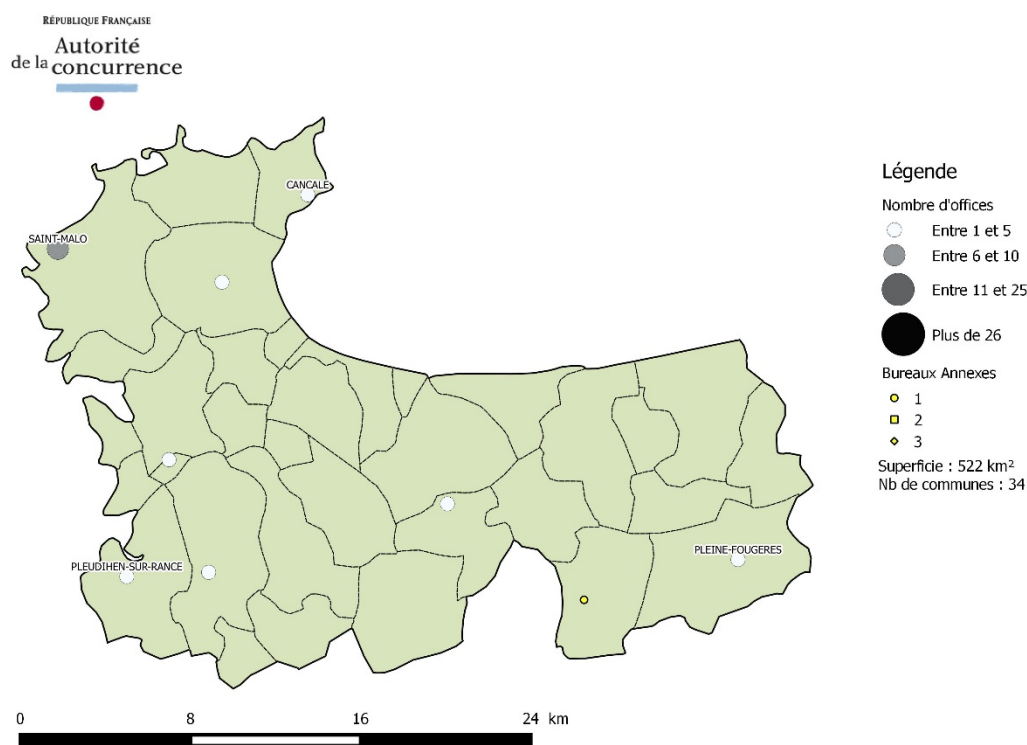 RÉPUBLIQUE FRANÇAISE
Autorité
de la concurrence
CANCALE
SAINT-MALO
PLEUDIHEN-SUR-RANCE
PLEINE-FOUGERES
Légende
Nombre d'offices
Entre 1 et 5
Entre 6 et 10
Entre 11 et 25
Plus de 26
Bureaux Annexes
1
2
3
Superficie : 522 km²
Nb de communes : 34
0 8 16 24 km